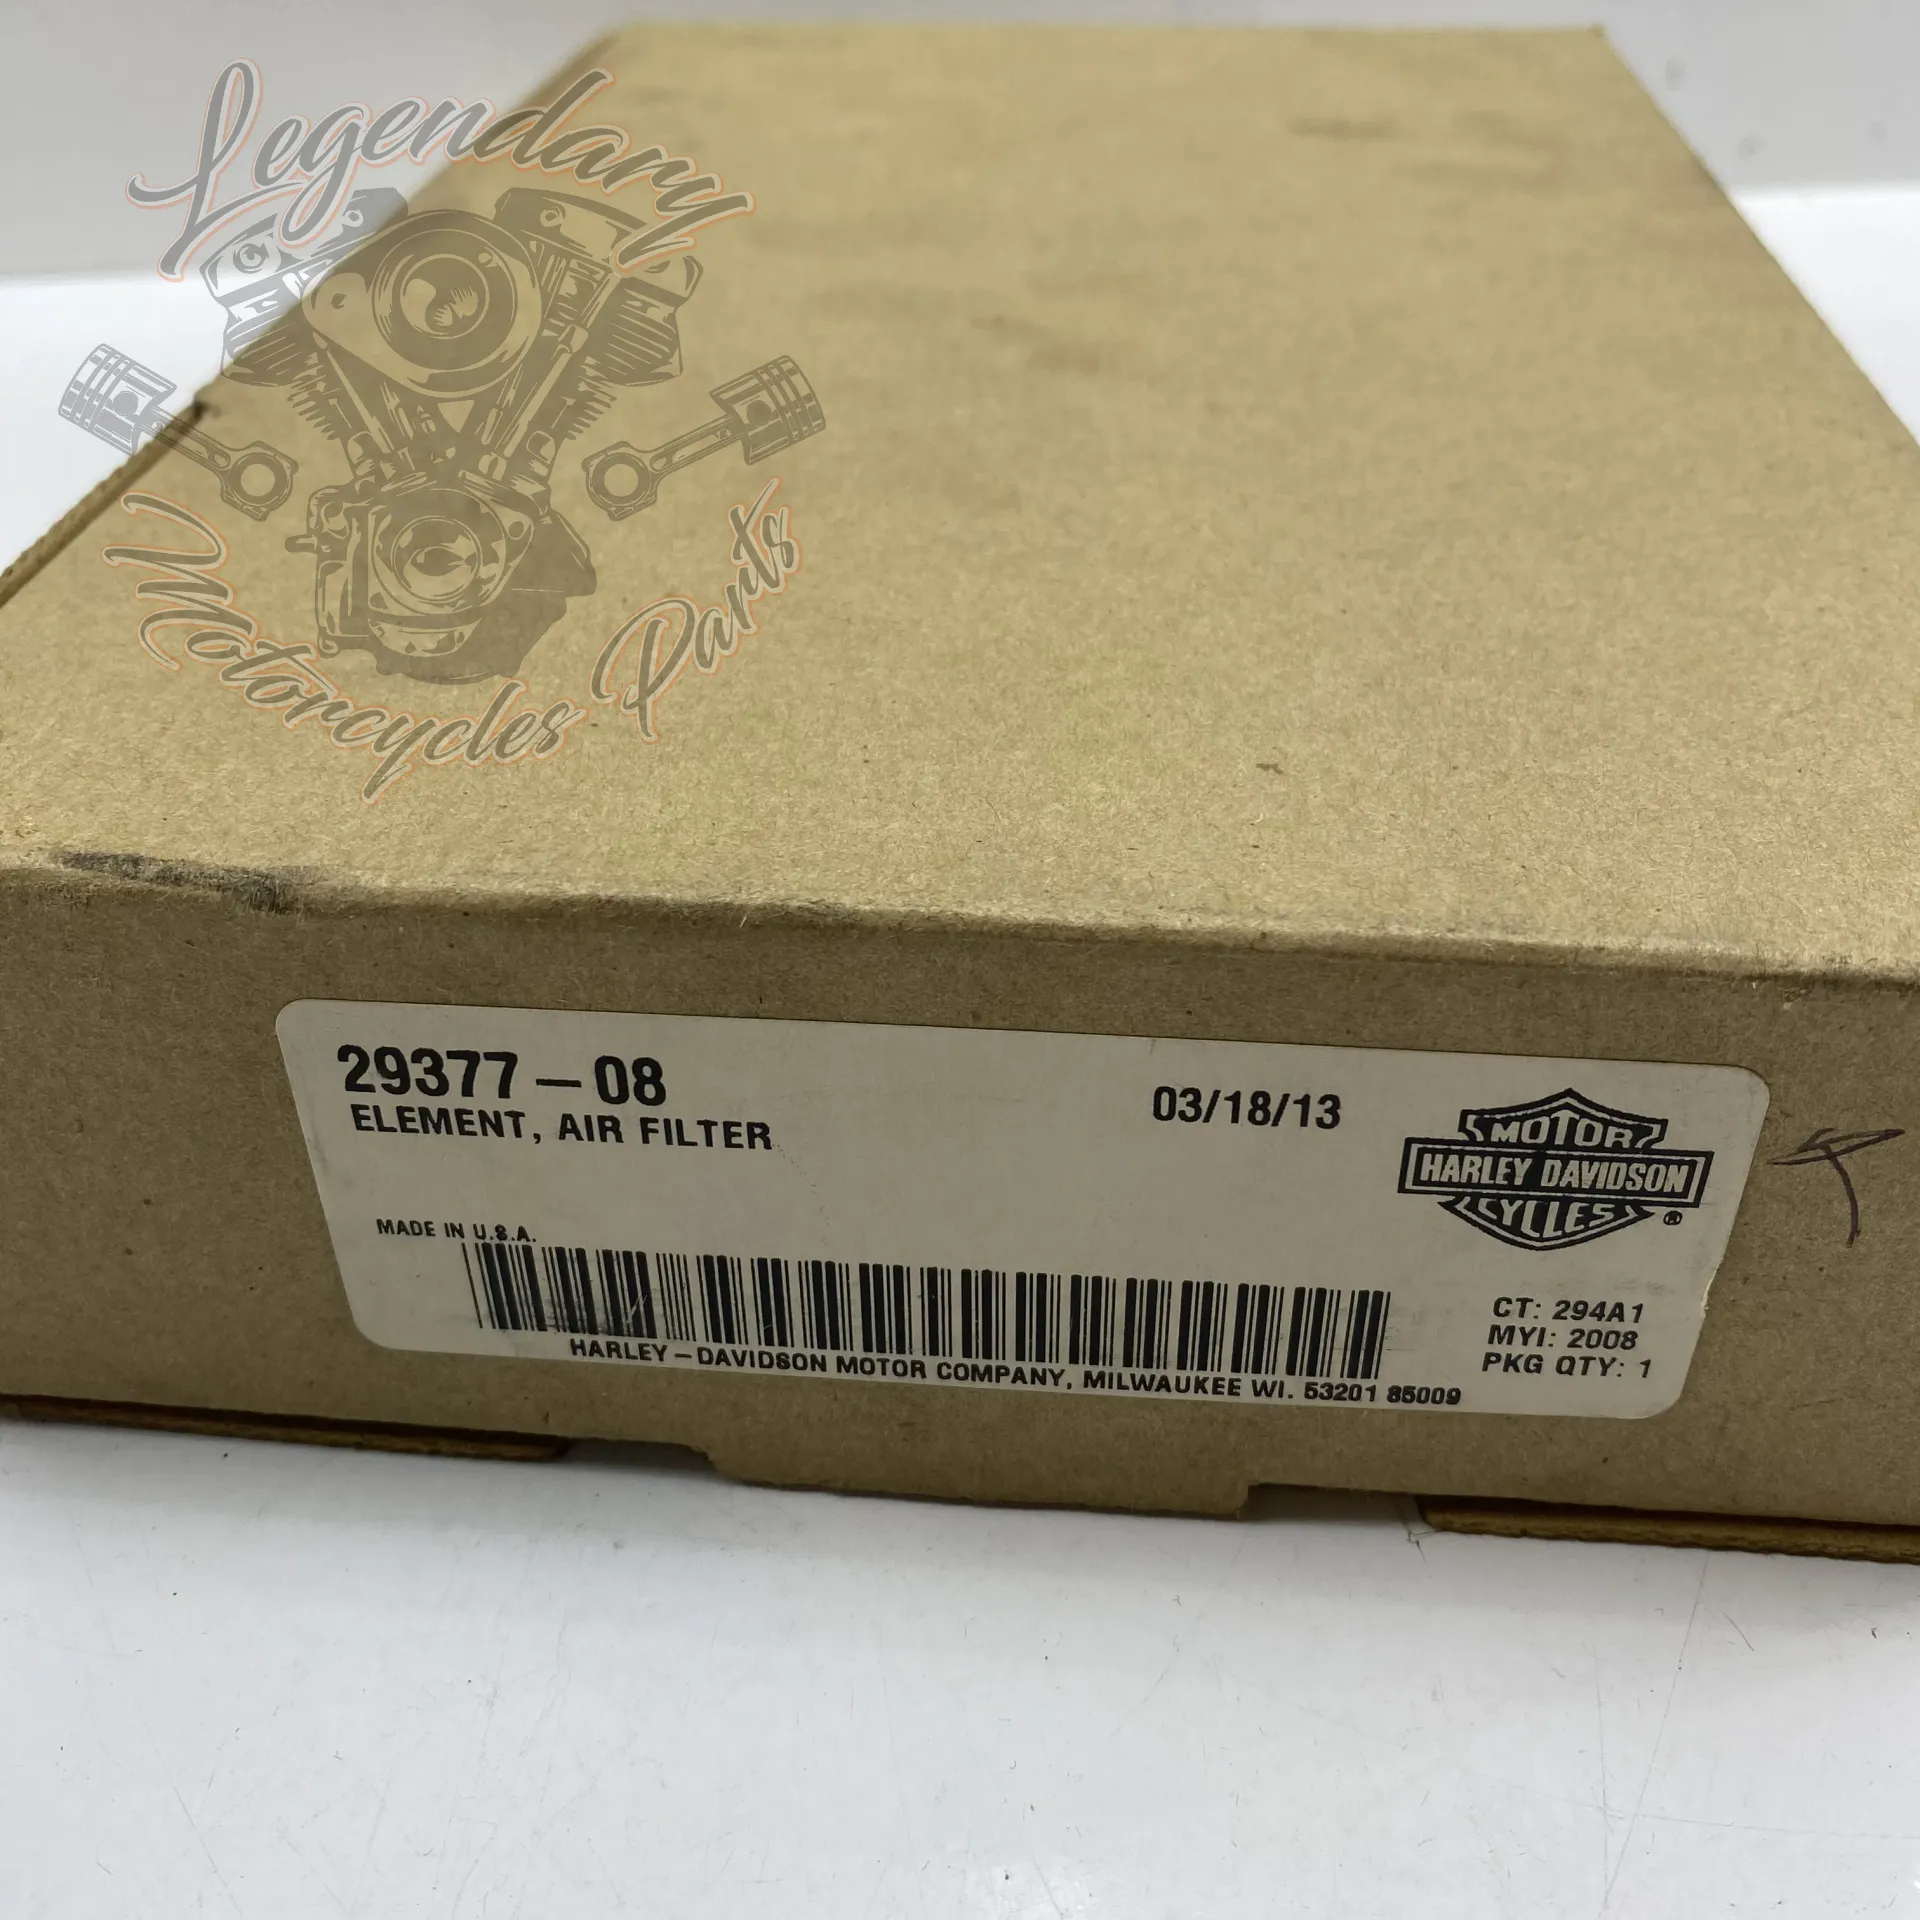 Legendary
Motorcycles Parts
29377-08
ELEMENT, AIR FILTER
03/18/13
MOTOR
HARLEY DAVIDSON
CYCLES
®
MADE IN U.S.A.
CT: 294A1
MYI: 2008
PKG QTY: 1
HARLEY-DAVIDSON MOTOR COMPANY, MILWAUKEE WI. 53201 85009